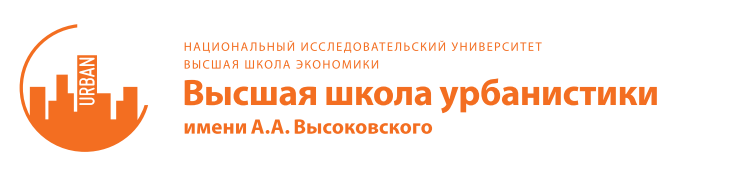 URBAN
НАЦИОНАЛЬНЫЙ ИССЛЕДОВАТЕЛЬСКИЙ УНИВЕРСИТЕТ
ВЫСШАЯ ШКОЛА ЭКОНОМИКИ
Высшая школа урбанистики
имени А.А. Высоковского